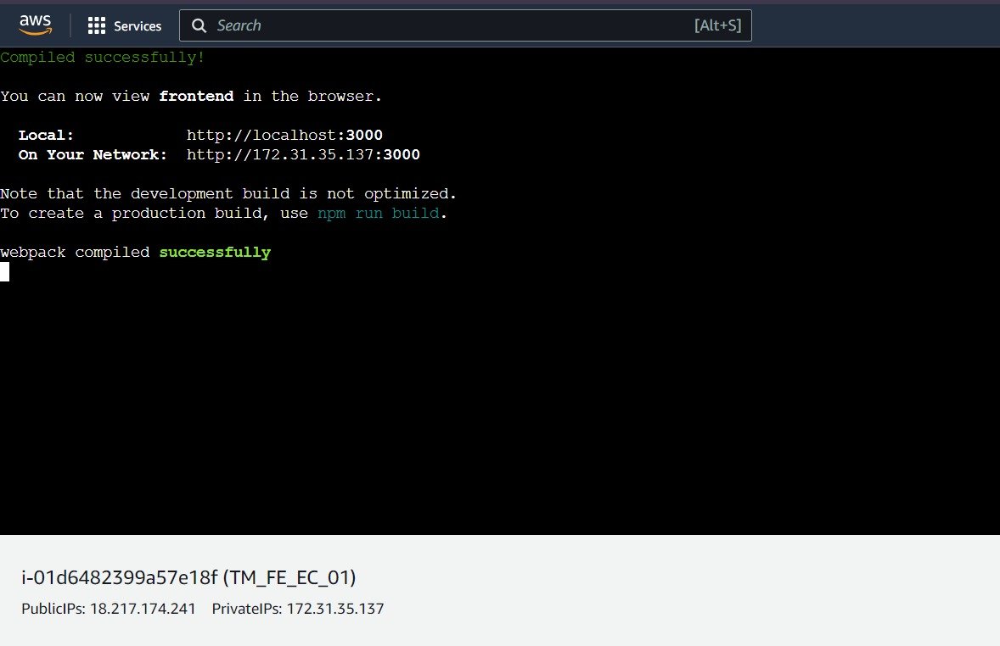 aws
Services
Search [Alt+S]
Compiled successfully!
You can now view frontend in the browser.
Local: http://localhost:3000
On Your Network: http://172.31.35.137:3000
Note that the development build is not optimized.
To create a production build, use npm run build.
webpack compiled successfully
i-01d6482399a57e18f (TM_FE_EC_01)
PublicIPs: 18.217.174.241 PrivateIPs: 172.31.35.137